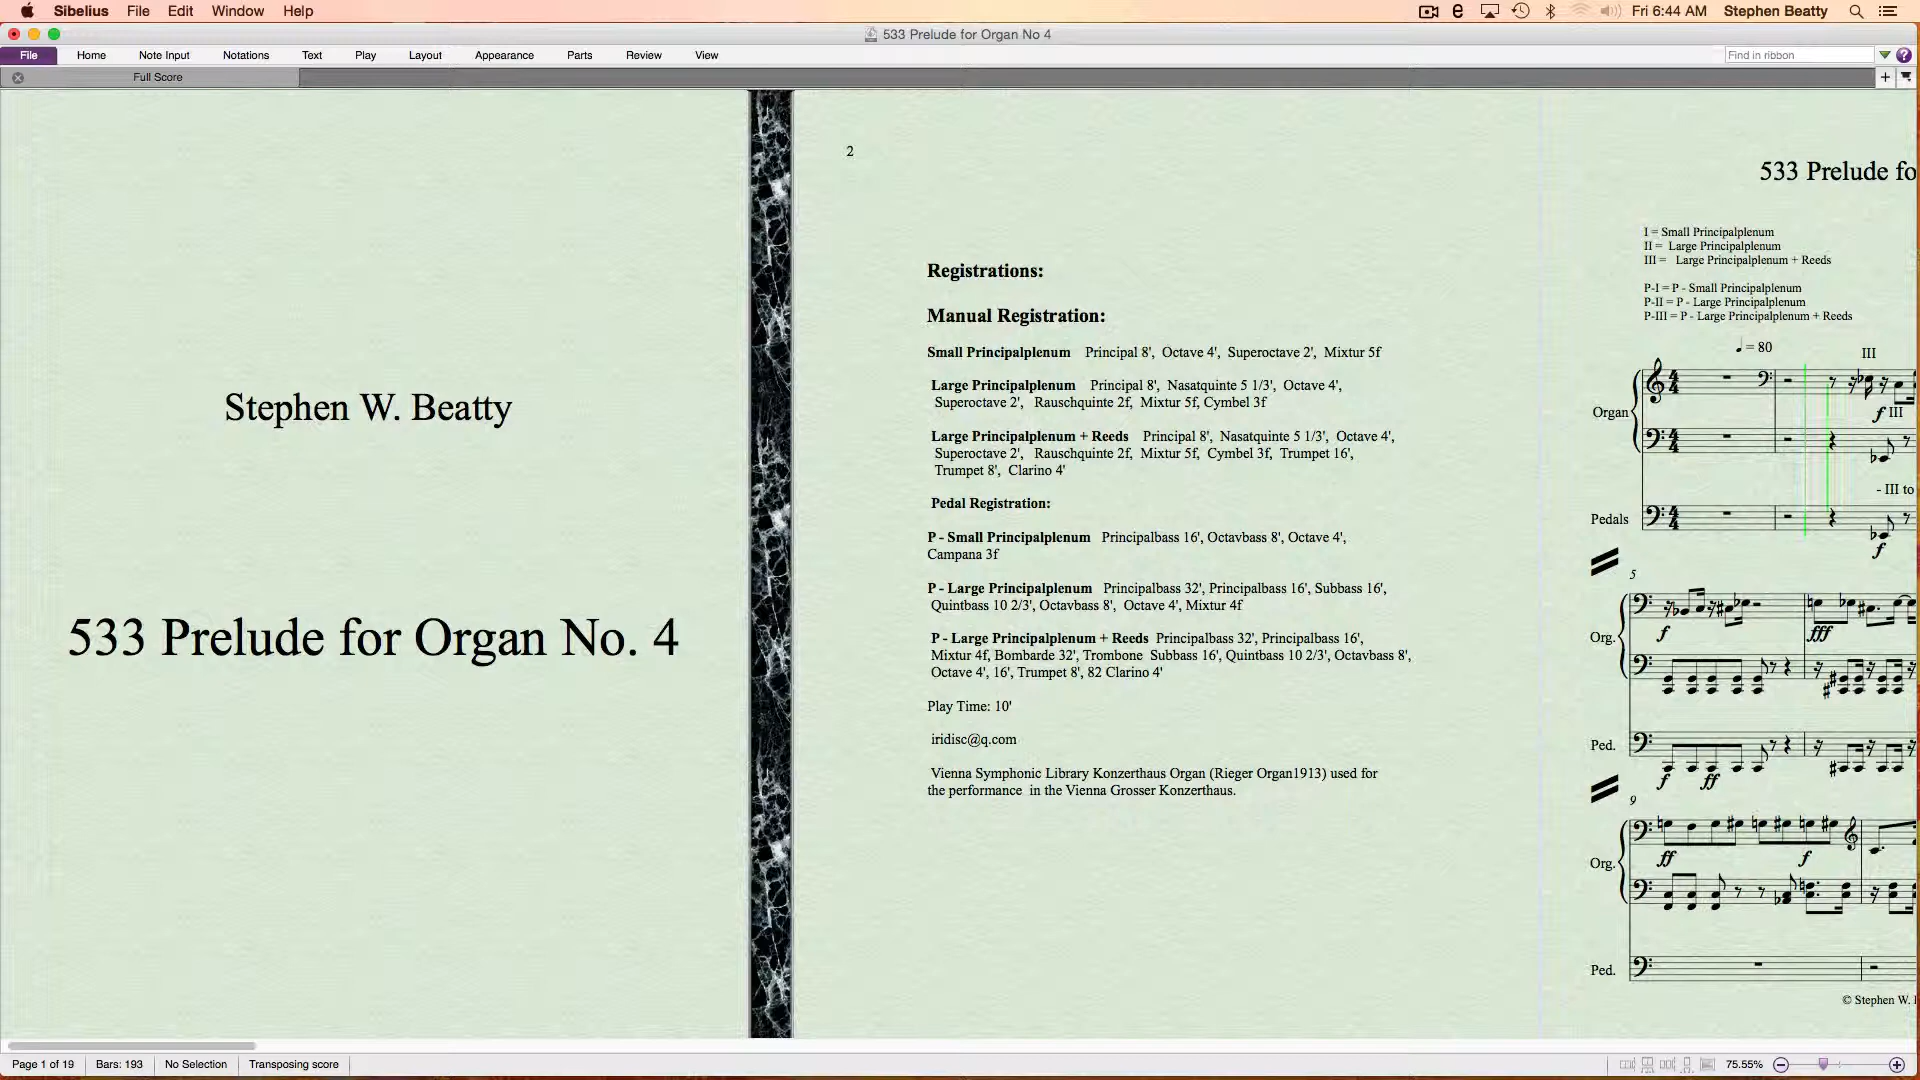 Sibelius File Edit Window Help
Fri 6:44 AM Stephen Beatty
533 Prelude for Organ No 4
File Home Note Input Notations Text Play Layout Appearance Parts Review View
Find in ribbon
Full Score
Stephen W. Beatty
533 Prelude for Organ No. 4
2
Registrations:
Manual Registration:
Small Principalplenum Principal 8', Octave 4', Superoctave 2', Mixtur 5f
Large Principalplenum Principal 8', Nasatquinte 5 1/3', Octave 4',
Superoctave 2', Rauschquinte 2f, Mixtur 5f, Cymbel 3f
Large Principalplenum + Reeds Principal 8', Nasatquinte 5 1/3', Octave 4',
Superoctave 2', Rauschquinte 2f, Mixtur 5f, Cymbel 3f, Trumpet 16',
Trumpet 8', Clarino 4'
Pedal Registration:
P - Small Principalplenum Principalbass 16', Octavbass 8', Octave 4',
Campana 3f
P - Large Principalplenum Principalbass 32', Principalbass 16', Subbass 16',
Quintbass 10 2/3', Octavbass 8', Octave 4', Mixtur 4f
P - Large Principalplenum + Reeds Principalbass 32', Principalbass 16',
Mixtur 4f, Bombarde 32', Trombone Subbass 16', Quintbass 10 2/3', Octavbass 8',
Octave 4', 16', Trumpet 8', 82 Clarino 4'
Play Time: 10'
iridisc@q.com
Vienna Symphonic Library Konzerthaus Organ (Rieger Organ1913) used for
the performance in the Vienna Grosser Konzerthaus.
533 Prelude fo
I = Small Principalplenum
II = Large Principalplenum
III = Large Principalplenum + Reeds
P-I = P - Small Principalplenum
P-II = P - Large Principalplenum
P-III = P - Large Principalplenum + Reeds
♩ = 80
III
Organ
f III
- III to
Pedals
f
5
Org.
f fff
Ped.
f ff
9
Org.
ff f
Ped.
© Stephen W.
Page 1 of 19 Bars: 193 No Selection Transposing score
75.55%